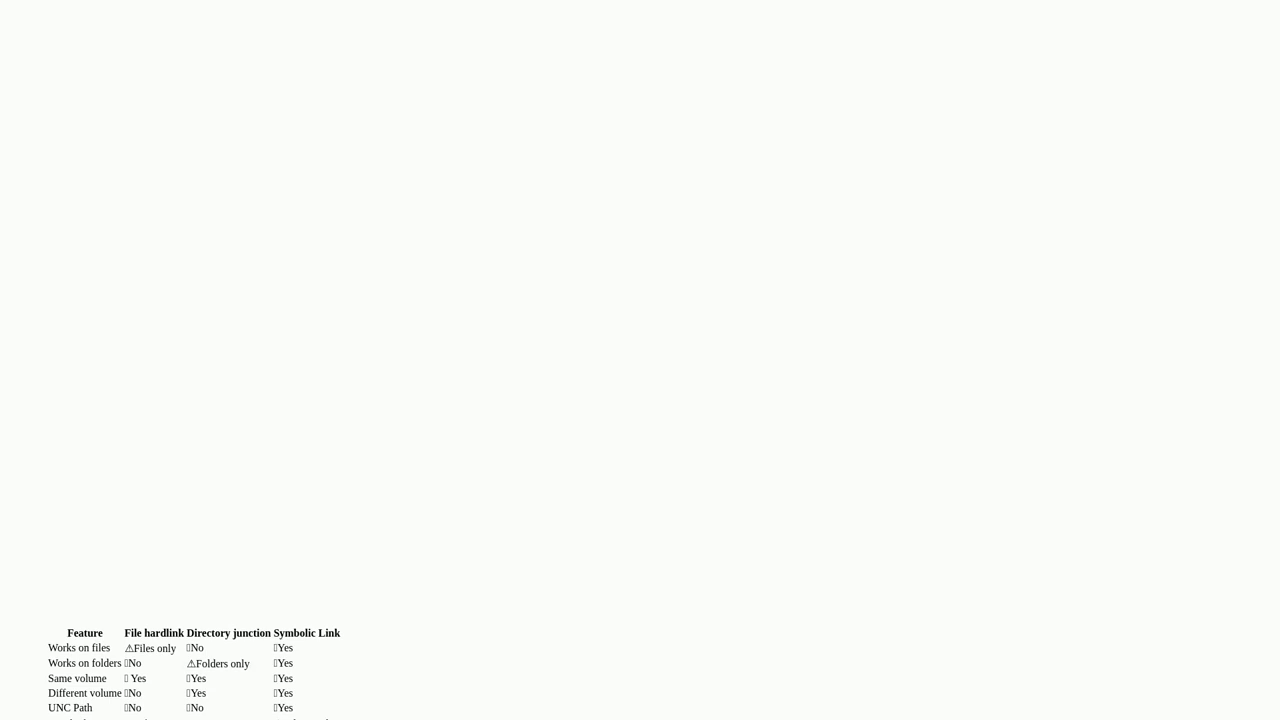 Feature File hardlink Directory junction Symbolic Link
Works on files ⚠Files only No Yes
Works on folders No ⚠Folders only Yes
Same volume Yes Yes Yes
Different volume No Yes Yes
UNC Path No No Yes